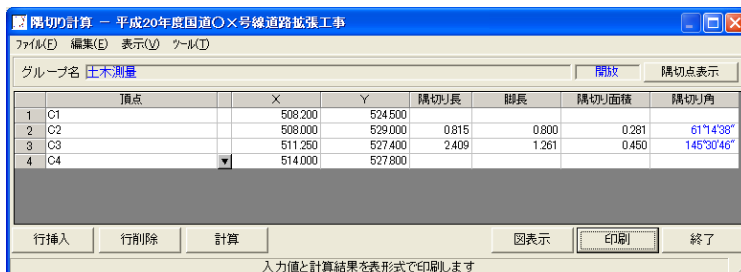 隅切り計算 － 平成20年度国道〇×号線道路拡張工事
ファイル(F) 編集(E) 表示(V) ツール(T)
グループ名 土木測量 開放 隅切点表示
頂点 X Y 隅切り長 脚長 隅切り面積 隅切り角
1 C1 508.200 524.500
2 C2 508.000 529.000 0.815 0.800 0.281 61°14'38"
3 C3 511.250 527.400 2.409 1.261 0.450 145°30'46"
4 C4 514.000 527.800
行挿入 行削除 計算 図表示 印刷 終了
入力値と計算結果を表形式で印刷します